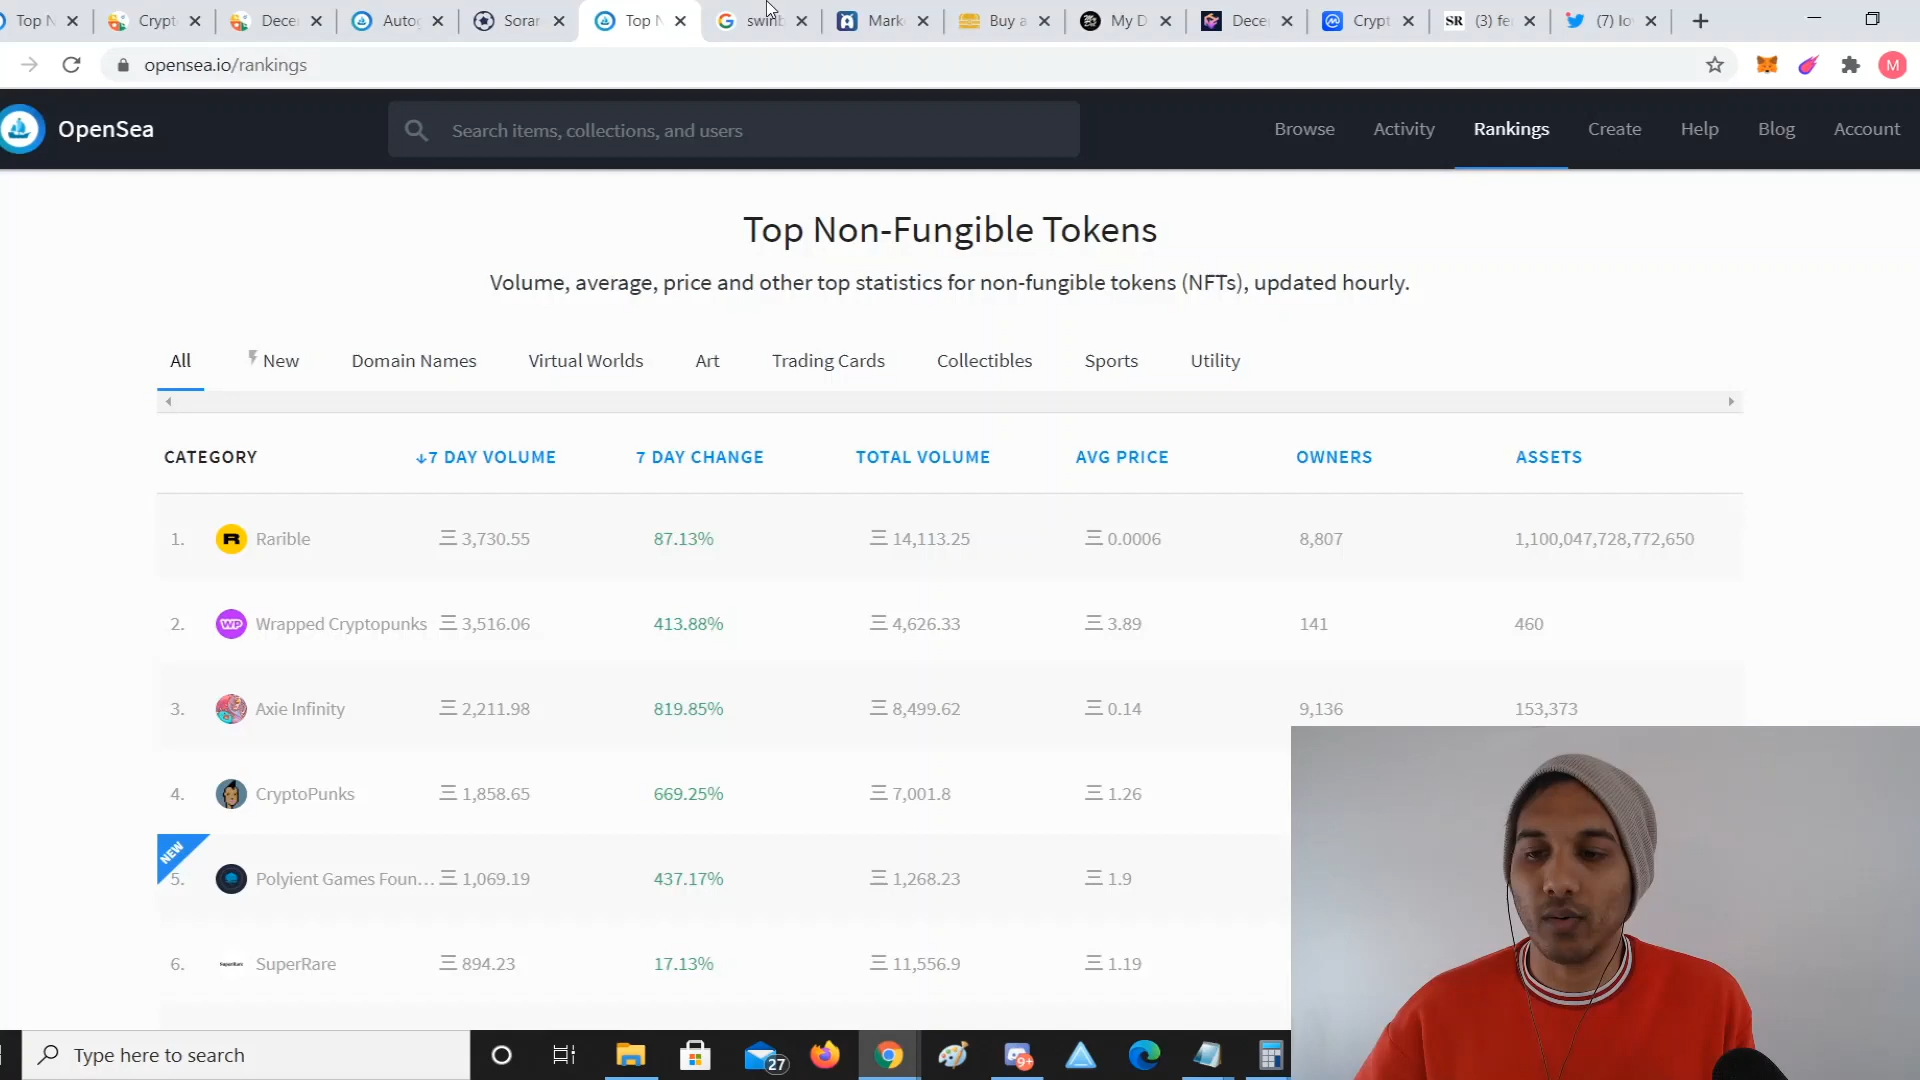 Top N
Crypt
Dece
Autog
Sorar
Top N
swi
Mark
Buy a
My D
Dece
Crypt
SR (3) fe
(7) lo
opensea.io/rankings
M
OpenSea
Search items, collections, and users
Browse
Activity
Rankings
Create
Help
Blog
Account
Top Non-Fungible Tokens
Volume, average, price and other top statistics for non-fungible tokens (NFTs), updated hourly.
All
New
Domain Names
Virtual Worlds
Art
Trading Cards
Collectibles
Sports
Utility
CATEGORY ↓7 DAY VOLUME 7 DAY CHANGE TOTAL VOLUME AVG PRICE OWNERS ASSETS
1. R Rarible Ξ 3,730.55 87.13% Ξ 14,113.25 Ξ 0.0006 8,807 1,100,047,728,772,650
2. WP Wrapped Cryptopunks Ξ 3,516.06 413.88% Ξ 4,626.33 Ξ 3.89 141 460
3. Axie Infinity Ξ 2,211.98 819.85% Ξ 8,499.62 Ξ 0.14 9,136 153,373
4. CryptoPunks Ξ 1,858.65 669.25% Ξ 7,001.8 Ξ 1.26
NEW
5. Polyient Games Foun... Ξ 1,069.19 437.17% Ξ 1,268.23 Ξ 1.9
6. SuperRare SuperRare Ξ 894.23 17.13% Ξ 11,556.9 Ξ 1.19
Type here to search
27
9+